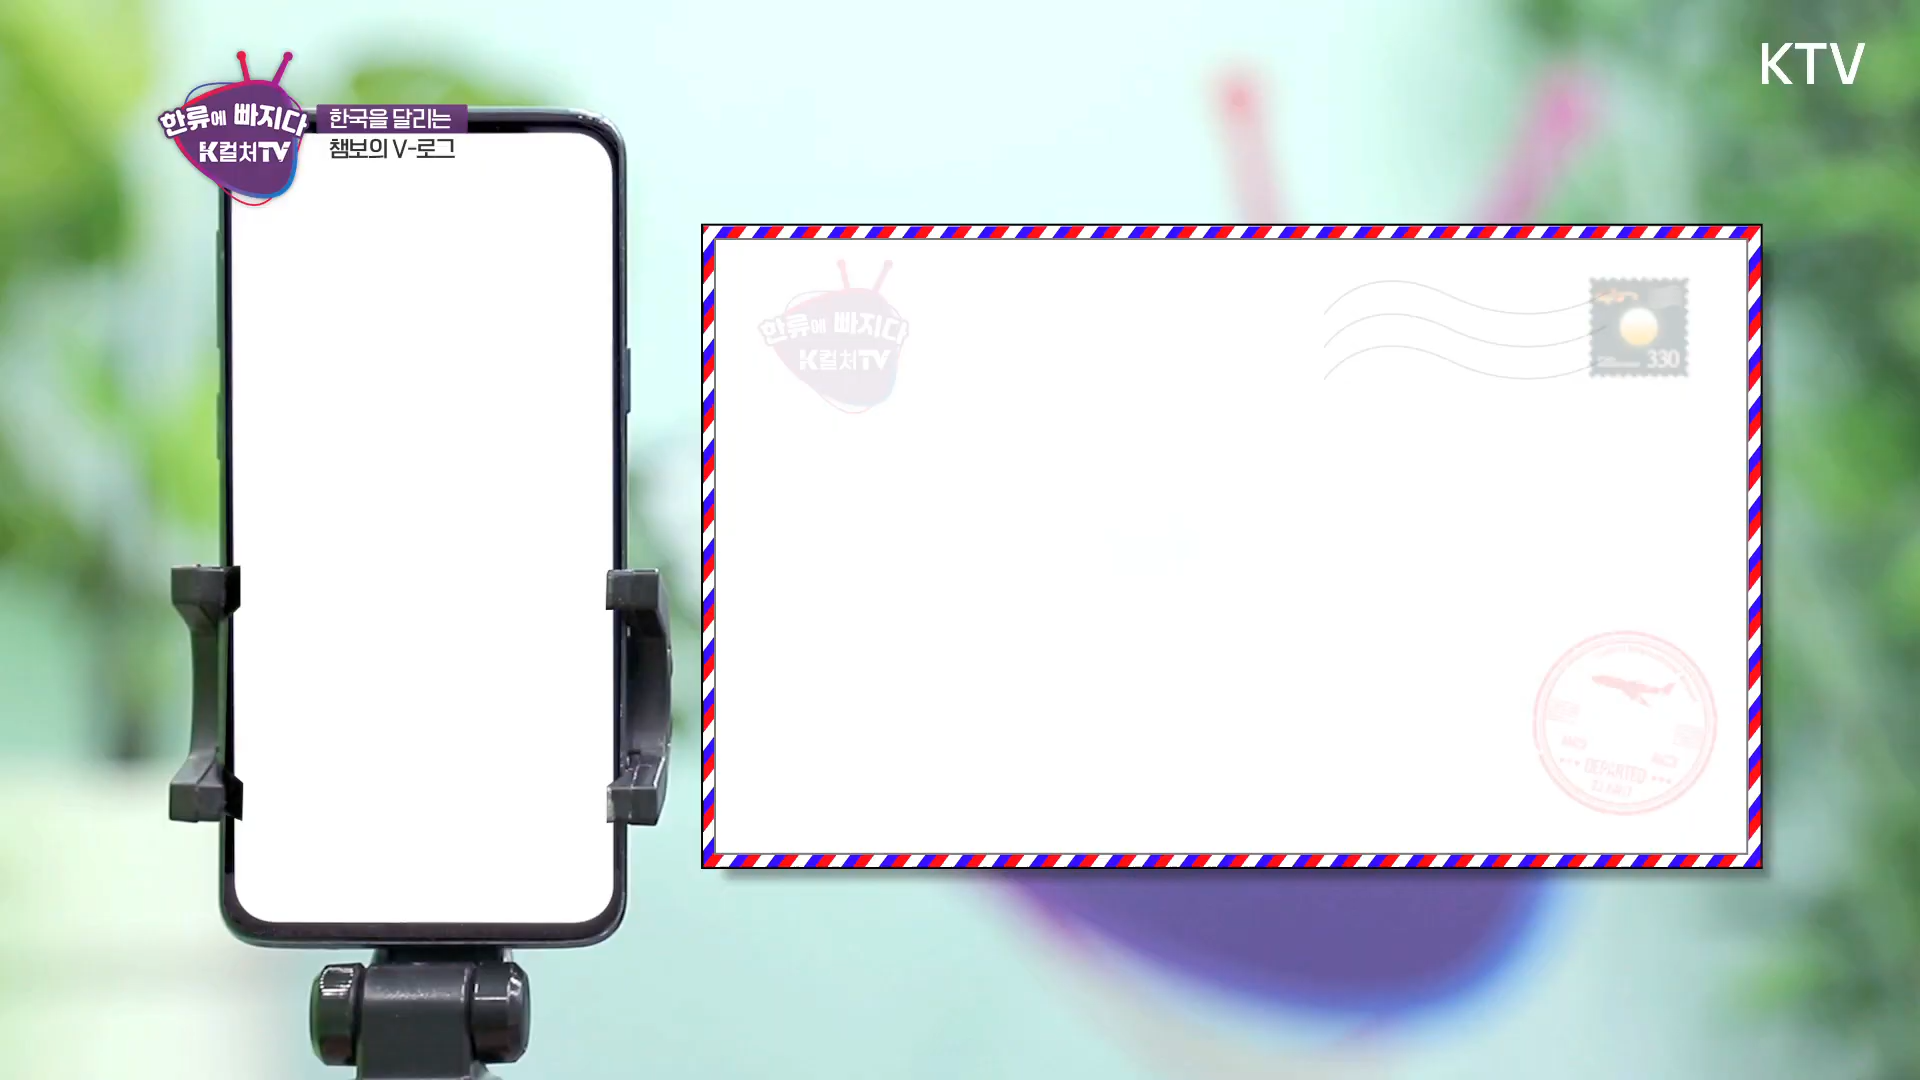 KTV
한류에 빠지다
K컬처TV
한국을 달리는
챔보의 V-로그
한류에 빠지다
K컬처TV
330
DEPARTED